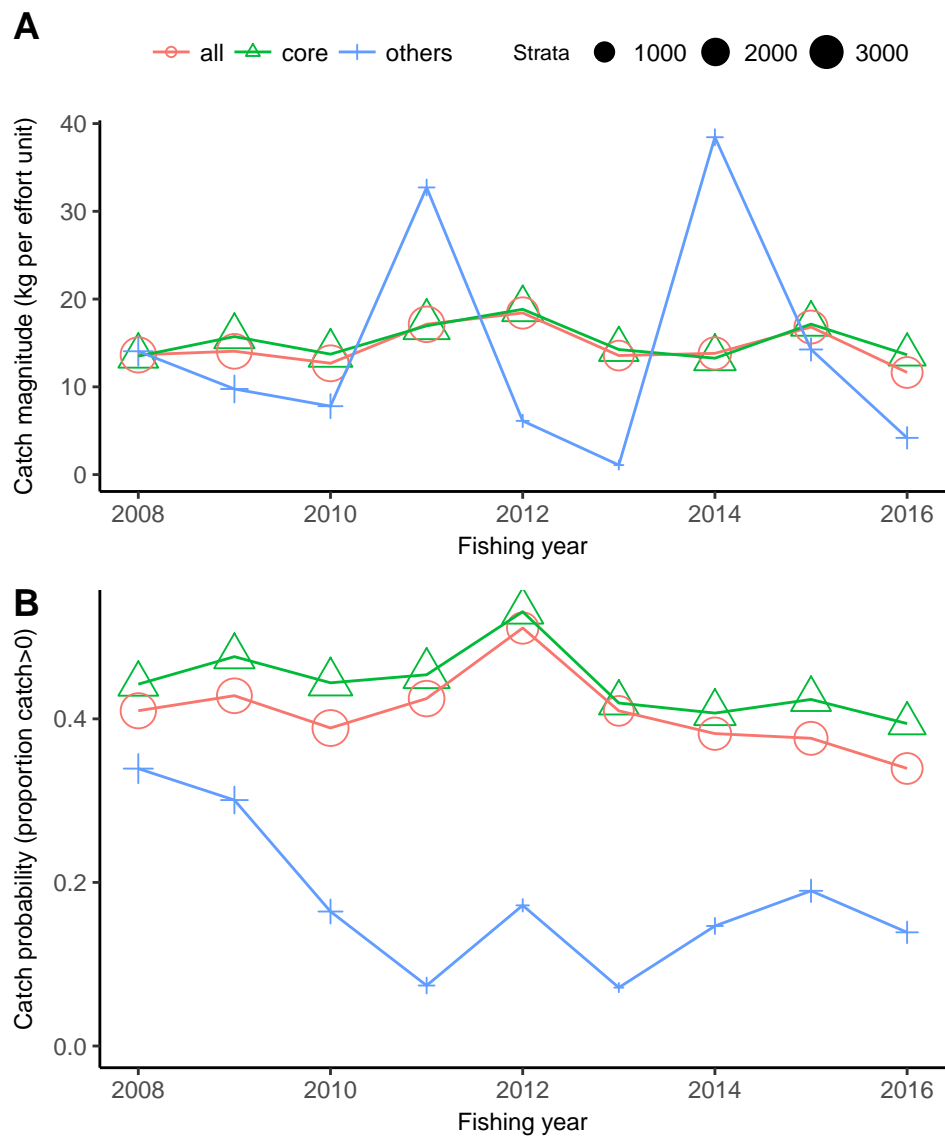 A
all core others Strata 1000 2000 3000
Catch magnitude (kg per effort unit)
40
30
20
10
0
2008 2010 2012 2014 2016
Fishing year
B
Catch probability (proportion catch>0)
0.4
0.2
0.0
2008 2010 2012 2014 2016
Fishing year